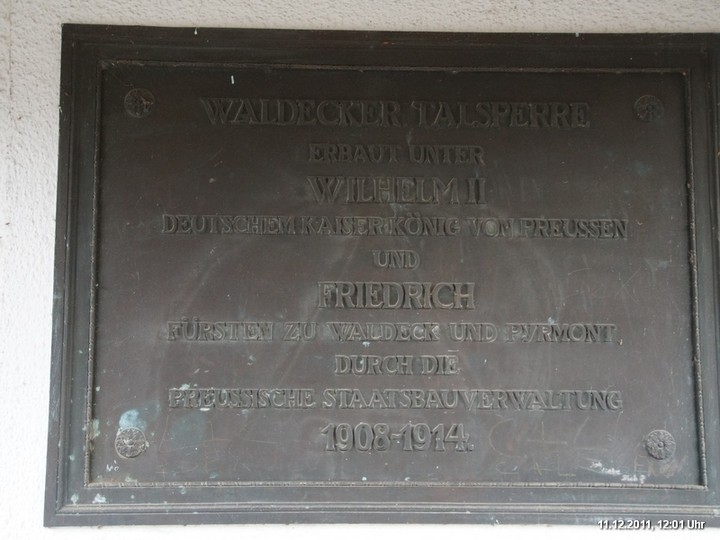 WALDECKER TALSPERRE
ERBAUT UNTER
WILHELM II
DEUTSCHEM KAISER KÖNIG VON PREUSSEN
UND
FRIEDRICH
FÜRSTEN ZU WALDECK UND PYRMONT
DURCH DIE
PREUSSISCHE STAATSBAUVERWALTUNG
1908-1914.
11.12.2011, 12:01 Uhr